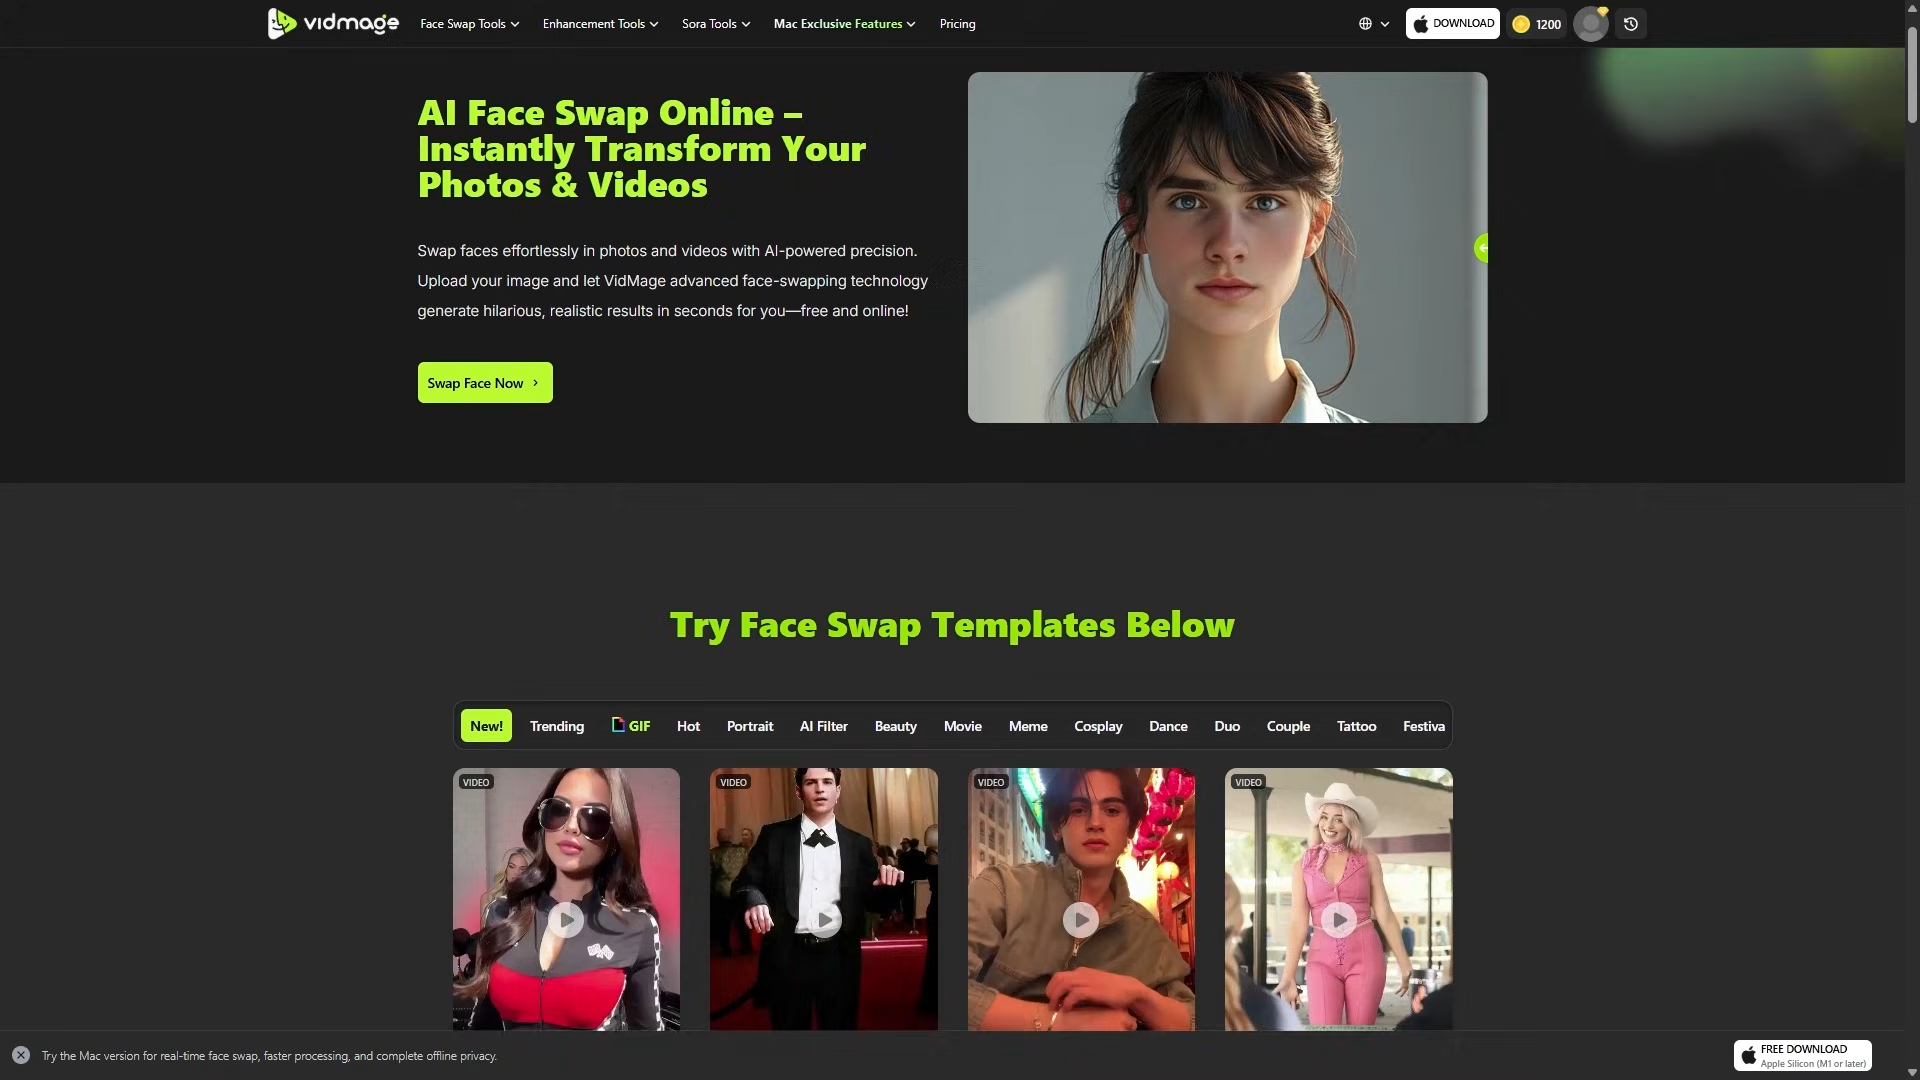 vidmage
Face Swap Tools
Enhancement Tools
Sora Tools
Mac Exclusive Features
Pricing
DOWNLOAD
1200
AI Face Swap Online –
Instantly Transform Your
Photos & Videos
Swap faces effortlessly in photos and videos with AI-powered precision.
Upload your image and let VidMage advanced face-swapping technology
generate hilarious, realistic results in seconds for you—free and online!
Swap Face Now
Try Face Swap Templates Below
New!
Trending
GIF
Hot
Portrait
AI Filter
Beauty
Movie
Meme
Cosplay
Dance
Duo
Couple
Tattoo
Festiva
VIDEO
VIDEO
VIDEO
VIDEO
Try the Mac version for real-time face swap, faster processing, and complete offline privacy.
FREE DOWNLOAD
Apple Silicon (M1 or later)